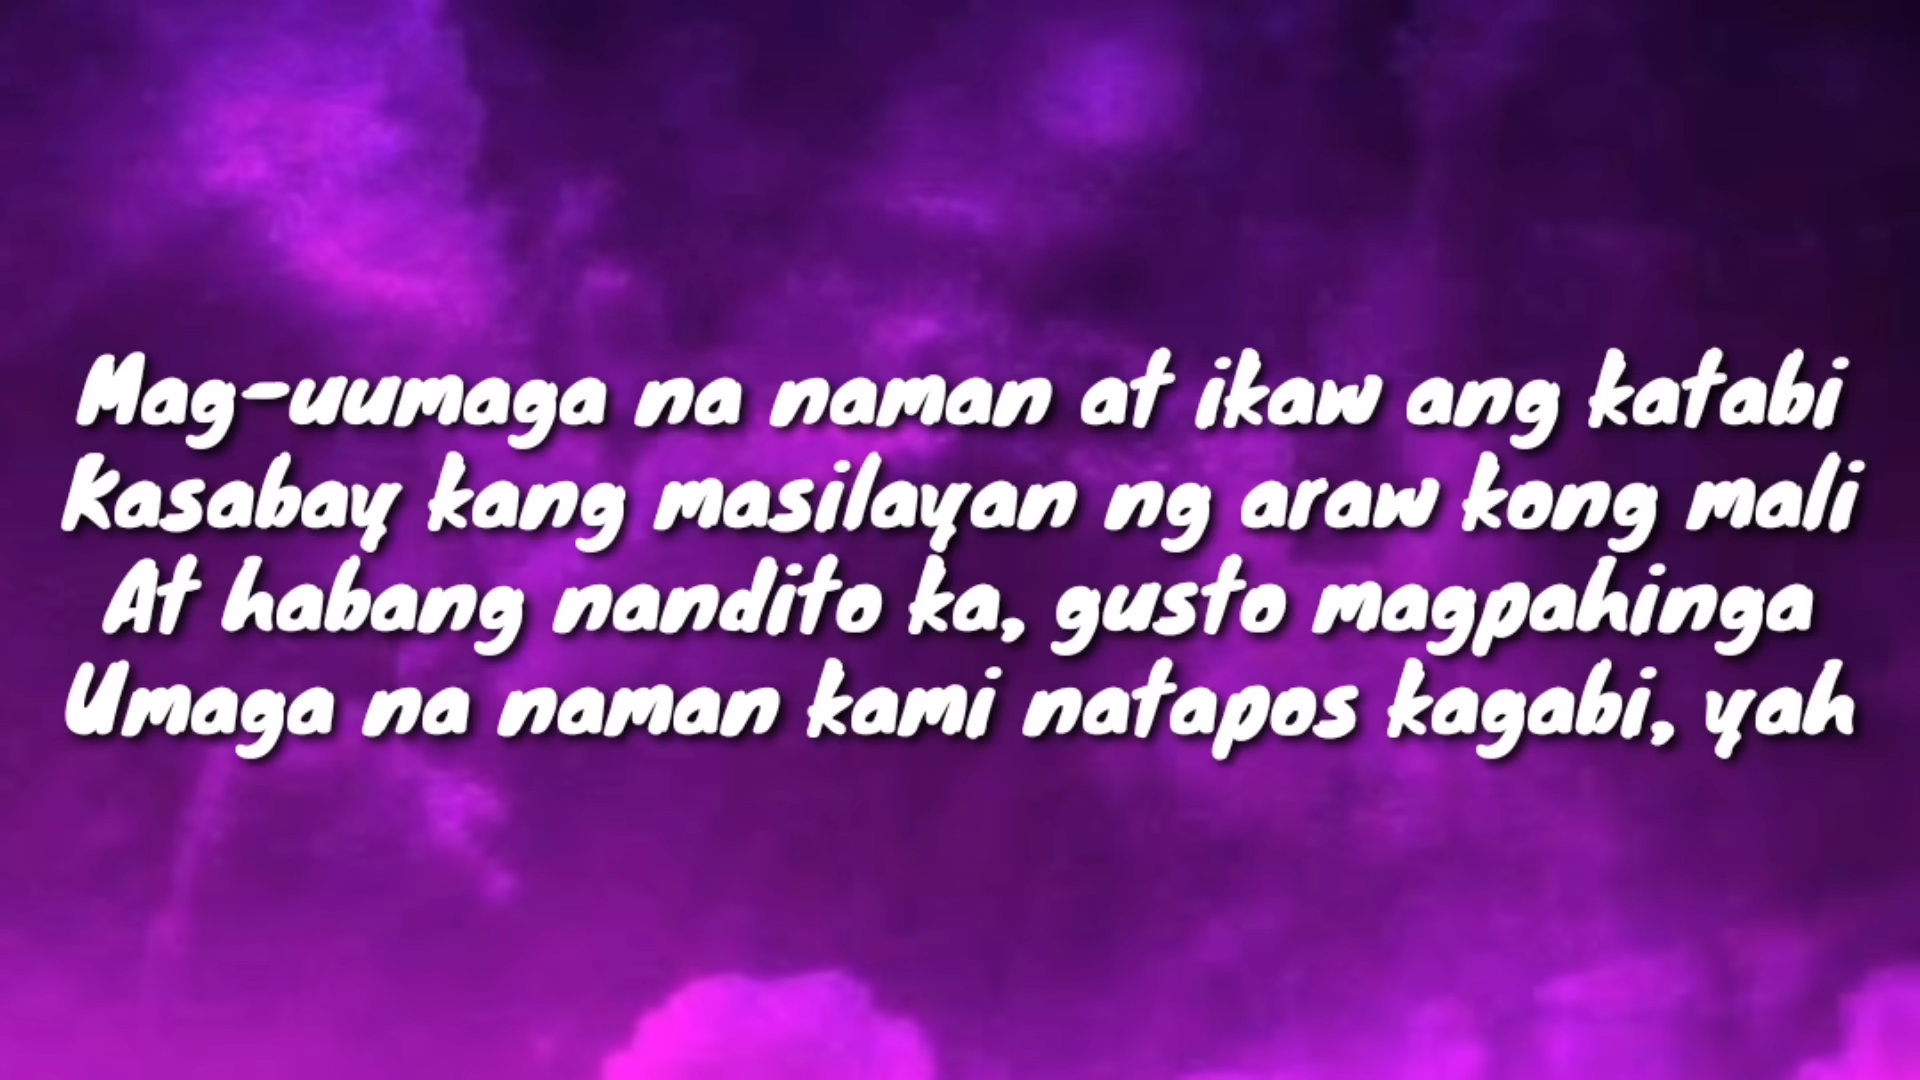 Mag-uumaga na naman at ikaw ang katabi
Kasabay kang masilayan ng araw kong mali
At habang nandito ka, gusto magpahinga
Umaga na naman kami natapos kagabi, yah